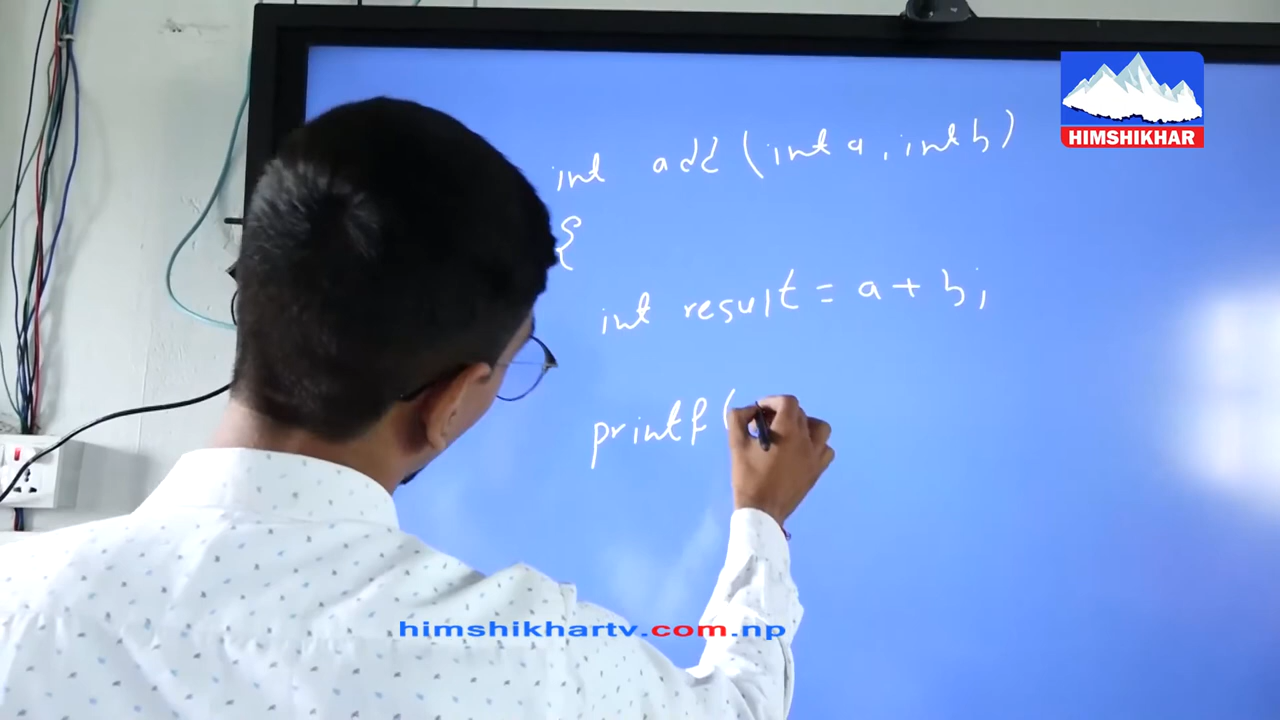 HIMSHIKHAR
int add (int a, int b)
{
int result = a + b;
printf (
himshikhartv.com.np